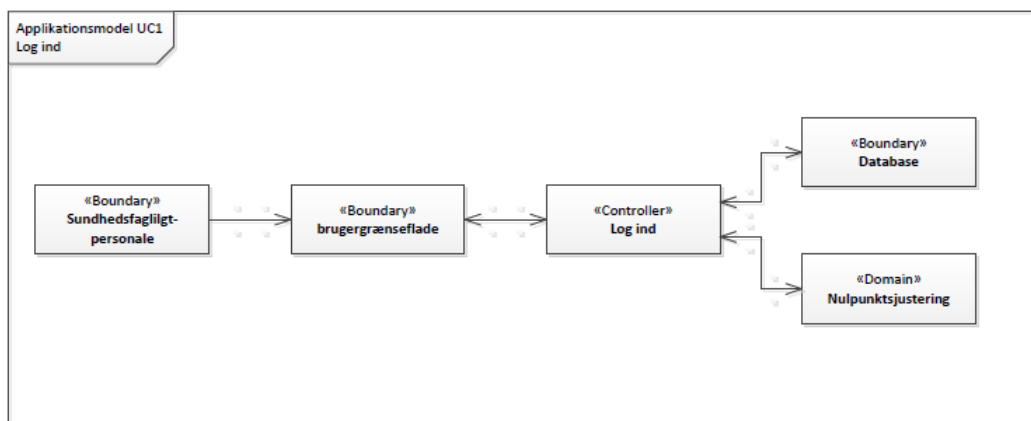 Applikationsmodel UC1
Log ind
«Boundary»
Sundhedsfaglilgt-
personale
«Boundary»
brugergrænseflade
«Controller»
Log ind
«Boundary»
Database
«Domain»
Nulpunktsjustering